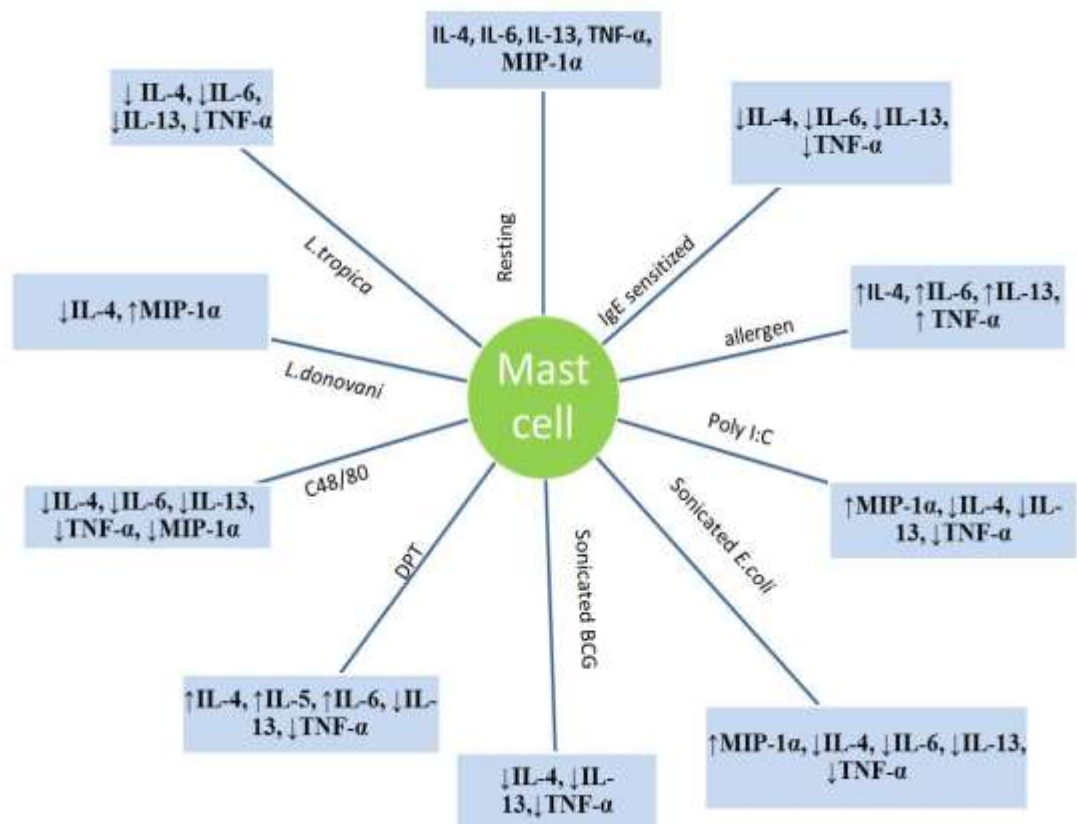 IL-4, IL-6, IL-13, TNF-α,
MIP-1α
↓ IL-4, ↓IL-6,
↓IL-13, ↓TNF-α
↓IL-4, ↓IL-6, ↓IL-13,
↓TNF-α
L.tropica
Resting
IgE sensitized
↓IL-4, ↑MIP-1α
↑IL-4, ↑IL-6, ↑IL-13,
↑ TNF-α
allergen
L.donovani
Mast
cell
Poly I:C
C48/80
↓IL-4, ↓IL-6, ↓IL-13,
↓TNF-α, ↓MIP-1α
↑MIP-1α, ↓IL-4, ↓IL-
13, ↓TNF-α
DPT
Sonicated BCG
Sonicated E.coli
↑IL-4, ↑IL-5, ↑IL-6, ↓IL-
13, ↓TNF-α
↓IL-4, ↓IL-
13,↓TNF-α
↑MIP-1α, ↓IL-4, ↓IL-6, ↓IL-13,
↓TNF-α